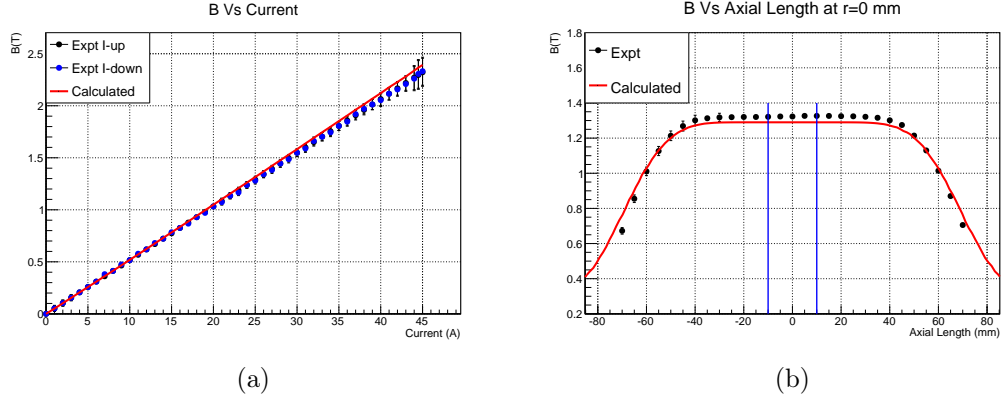 B Vs Current
B(T)
2.5
2
1.5
1
0.5
0
Expt I-up
Expt I-down
Calculated
0 5 10 15 20 25 30 35 40 45
Current (A)
(a)
B Vs Axial Length at r=0 mm
B(T)
1.8
1.6
1.4
1.2
1
0.8
0.6
0.4
0.2
Expt
Calculated
-80 -60 -40 -20 0 20 40 60 80
Axial Length (mm)
(b)